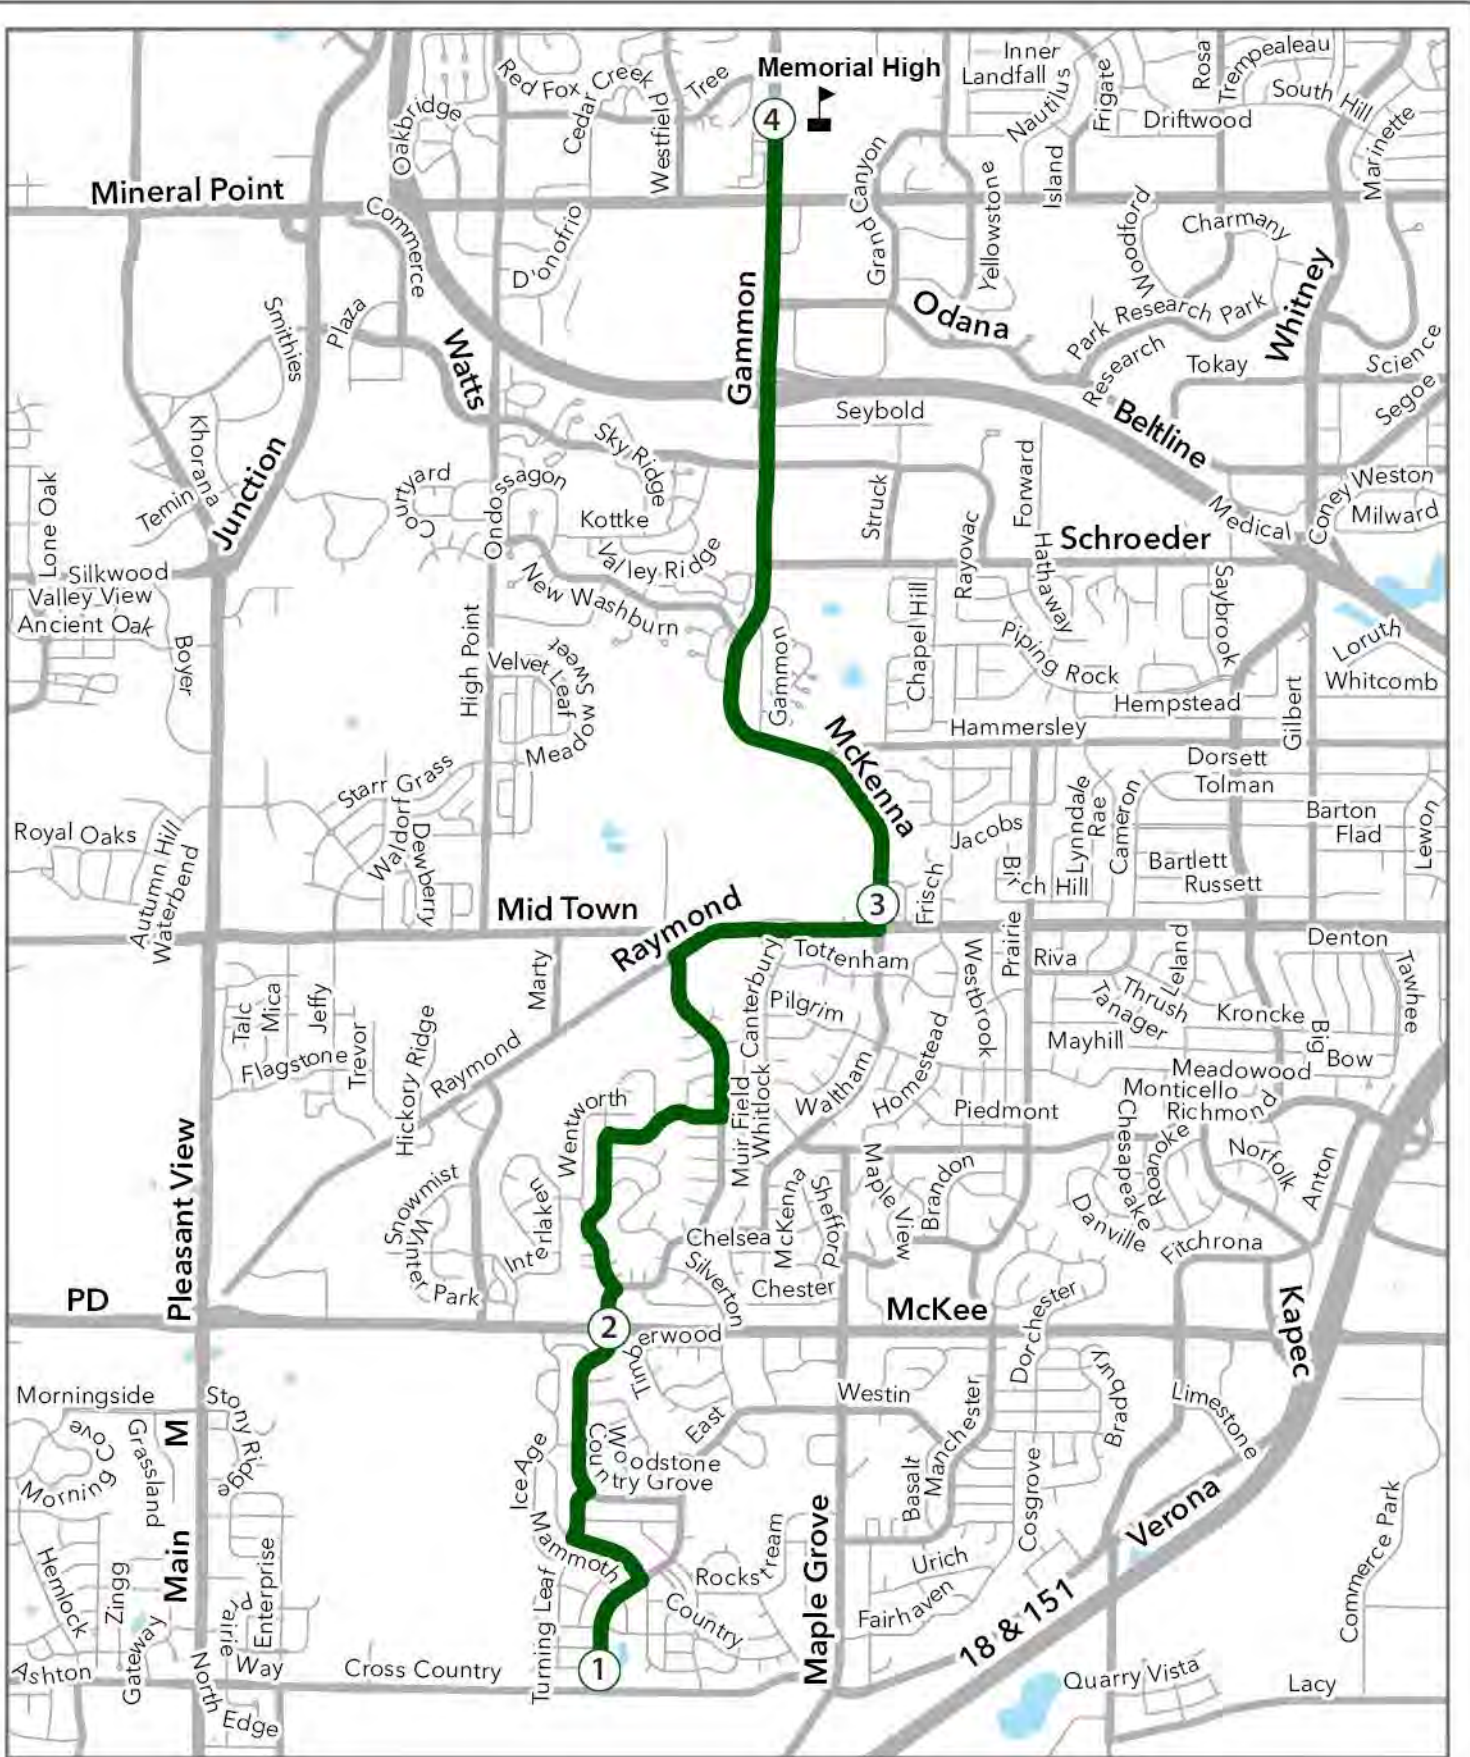 Inner
Landfall
Rosa
Trempealeau
Red Fox
Creek
Cedar
Tree
Memorial High
Nautilus
Frigate
South Hill
Driftwood
Marinette
Oakbridge
Westfield
4
Grand Canyon
Yellowstone
Island
Mineral Point
Commerce
D'onofrio
Woodford
Charmany
Whitney
Gammon
Odana
Park
Research Park
Research
Smithies
Plaza
Watts
Tokay
Science
Segoe
Seybold
Beltline
Khorana
Temin
Junction
Courtyard
Ondossagon
Sky Ridge
Kottke
Valley Ridge
Struck
Rayovac
Forward
Schroeder
Medical
Coney
Weston
Milward
Lone Oak
Silkwood
Valley View
Ancient Oak
Boyer
New Washburn
High Point
Velvet Leaf
Sweet
Meadow
Gammon
Chapel Hill
Hathaway
Piping Rock
Saybrook
Loruth
Whitcomb
Hempstead
Gilbert
Hammersley
McKenna
Dorsett
Tolman
Starr Grass
Waldorf
Dewberry
Royal Oaks
Autumn Hill
Waterbend
Jacobs
Lynndale
Rae
Cameron
Barton
Flad
Lewon
Birch Hill
Bartlett
Russett
Frisch
3
Mid Town
Raymond
Tottenham
Prairie
Riva
Denton
Leland
Tawhee
Marty
Canterbury
Pilgrim
Westbrook
Thrush
Tanager
Kroncke
Big
Bow
Talc
Mica
Jeffy
Flagstone
Trevor
Hickory Ridge
Raymond
Mayhill
Meadowood
Monticello
Richmond
Muir Field
Whitlock
Waltham
Homestead
Piedmont
Wentworth
Chesapeake
Roanoke
Norfolk
Anton
Danville
Fitchrona
Pleasant View
Snowmist
Winter
Park
Interlaken
Chelsea
McKenna
Shefford
Maple View
Brandon
Silverton
Chester
PD
2
Timberwood
McKee
Dorchester
Kapec
Morningside
M
Stony Ridge
Morning
Cove
Grassland
Westin
Bradbury
Limestone
East
Woodstone
Country Grove
Ice Age
Basalt
Manchester
Cosgrove
Verona
Commerce Park
Mammoth
Maple Grove
Rockstream
Urich
Fairhaven
18 & 151
Hemlock
Zingg
Gateway
Main
Prairie
Enterprise
Way
Turning Leaf
Country
1
Ashton
Cross Country
North
Edge
Quarry Vista
Lacy